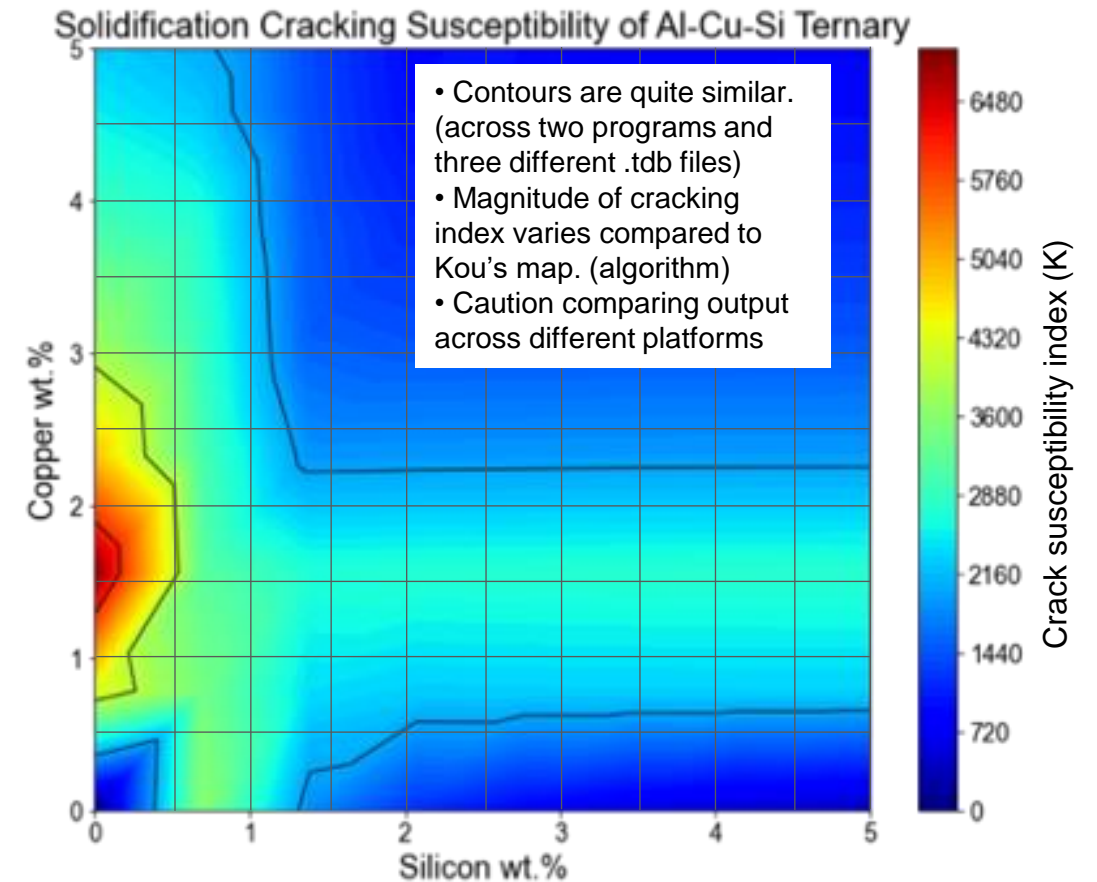 Solidification Cracking Susceptibility of Al-Cu-Si Ternary
5
4
3
2
1
0
Copper wt.%
• Contours are quite similar.
(across two programs and
three different .tdb files)
• Magnitude of cracking
index varies compared to
Kou's map. (algorithm)
• Caution comparing output
across different platforms
0 1 2 3 4 5
Silicon wt.%
6480
5760
5040
4320
3600
2880
2160
1440
720
0
Crack susceptibility index (K)